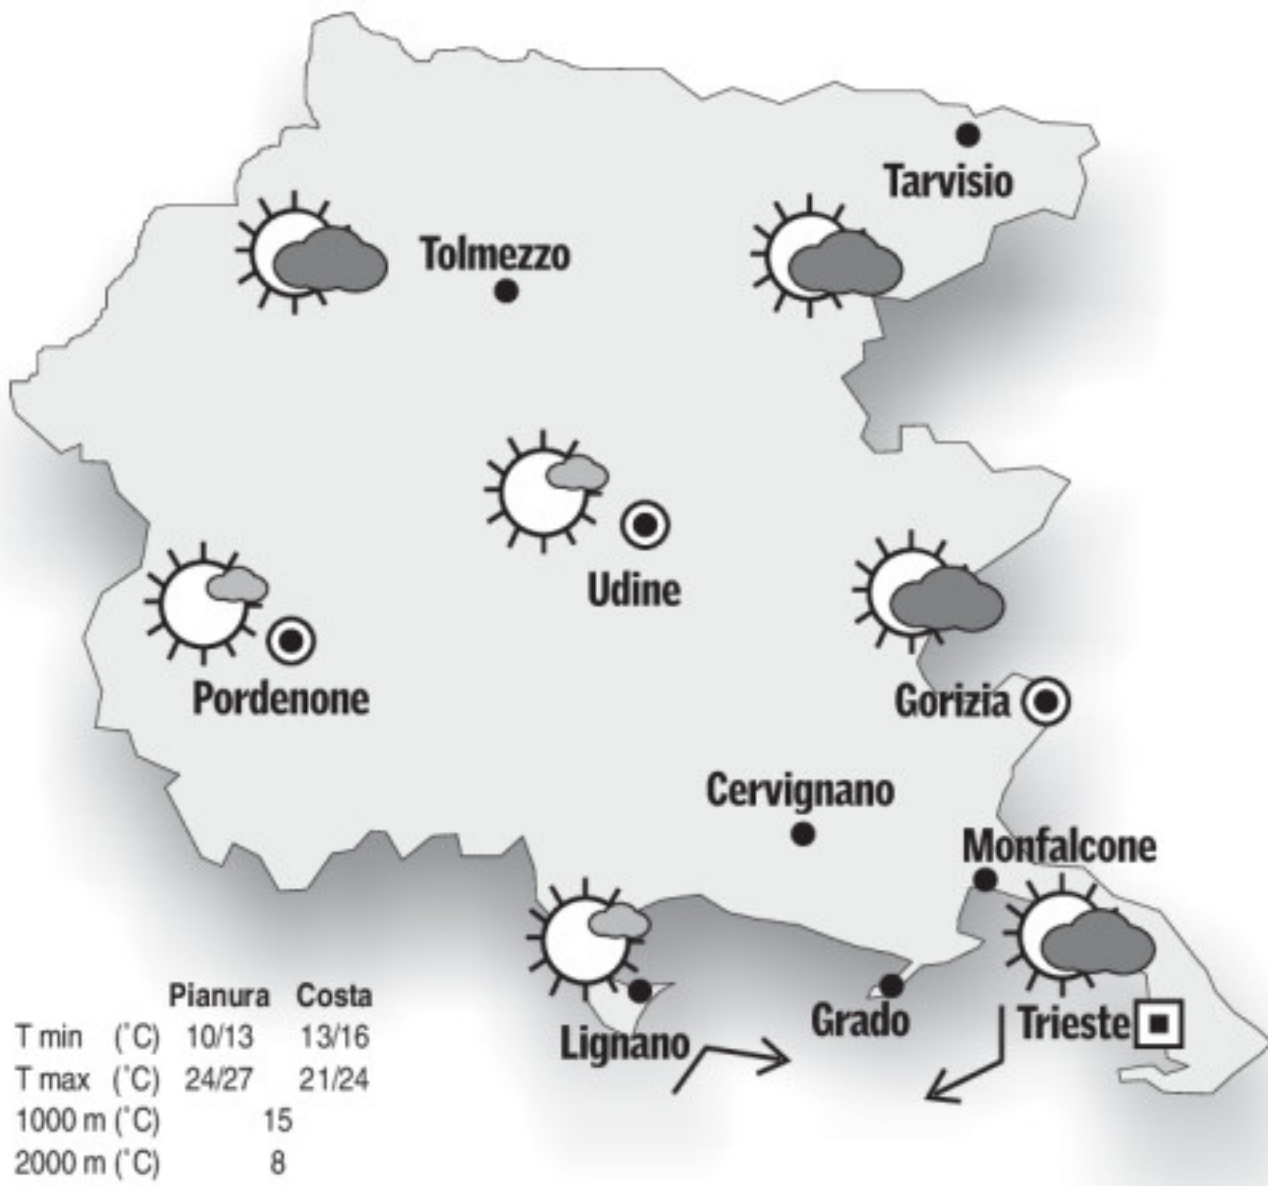 Tarvisio
Tolmezzo
Udine
Pordenone
Gorizia
Cervignano
Monfalcone
Grado
Trieste
Lignano
Pianura Costa
T min (°C) 10/13 13/16
T max (°C) 24/27 21/24
1000 m (°C) 15
2000 m (°C) 8